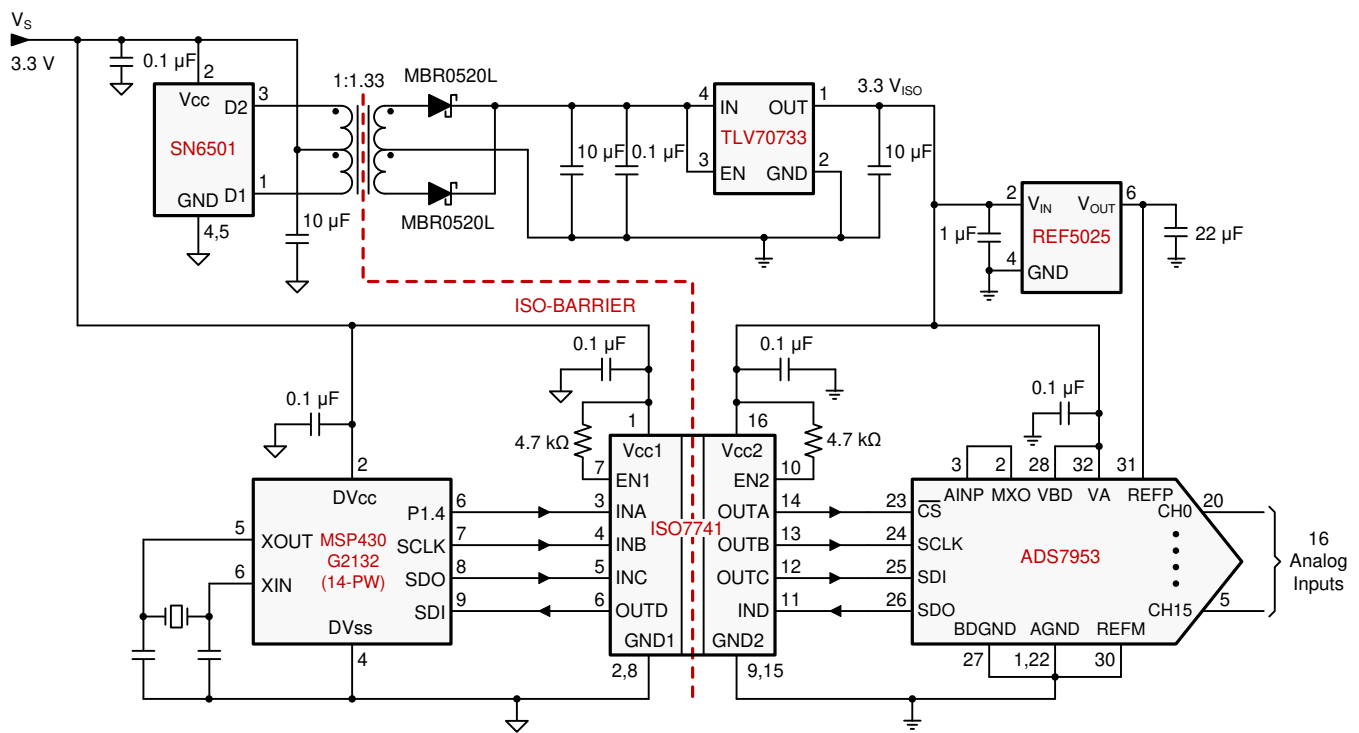 VS
3.3 V
0.1 µF
2
Vcc
D2
3
SN6501
GND
D1
1
4,5
10 µF
1:1.33
MBR0520L
MBR0520L
10 µF
0.1 µF
4
IN
OUT
1
TLV70733
3
EN
GND
2
3.3 VISO
10 µF
2
VIN
VOUT
6
REF5025
1 µF
4
GND
22 µF
ISO-BARRIER
0.1 µF
0.1 µF
0.1 µF
0.1 µF
4.7 kΩ
4.7 kΩ
1
Vcc1
7
EN1
3
INA
4
INB
5
INC
6
OUTD
GND1
2,8
ISO7741
16
Vcc2
EN2
10
OUTA
14
OUTB
13
OUTC
12
IND
11
GND2
9,15
2
DVcc
5
XOUT
6
XIN
MSP430
G2132
(14-PW)
P1.4
6
SCLK
7
SDO
8
SDI
9
DVss
4
3
2
28
32
31
AINP
MXO
VBD
VA
REFP
23
CS
24
SCLK
25
SDI
26
SDO
ADS7953
CH0
20
CH15
5
BDGND
AGND
REFM
27
1,22
30
16
Analog
Inputs